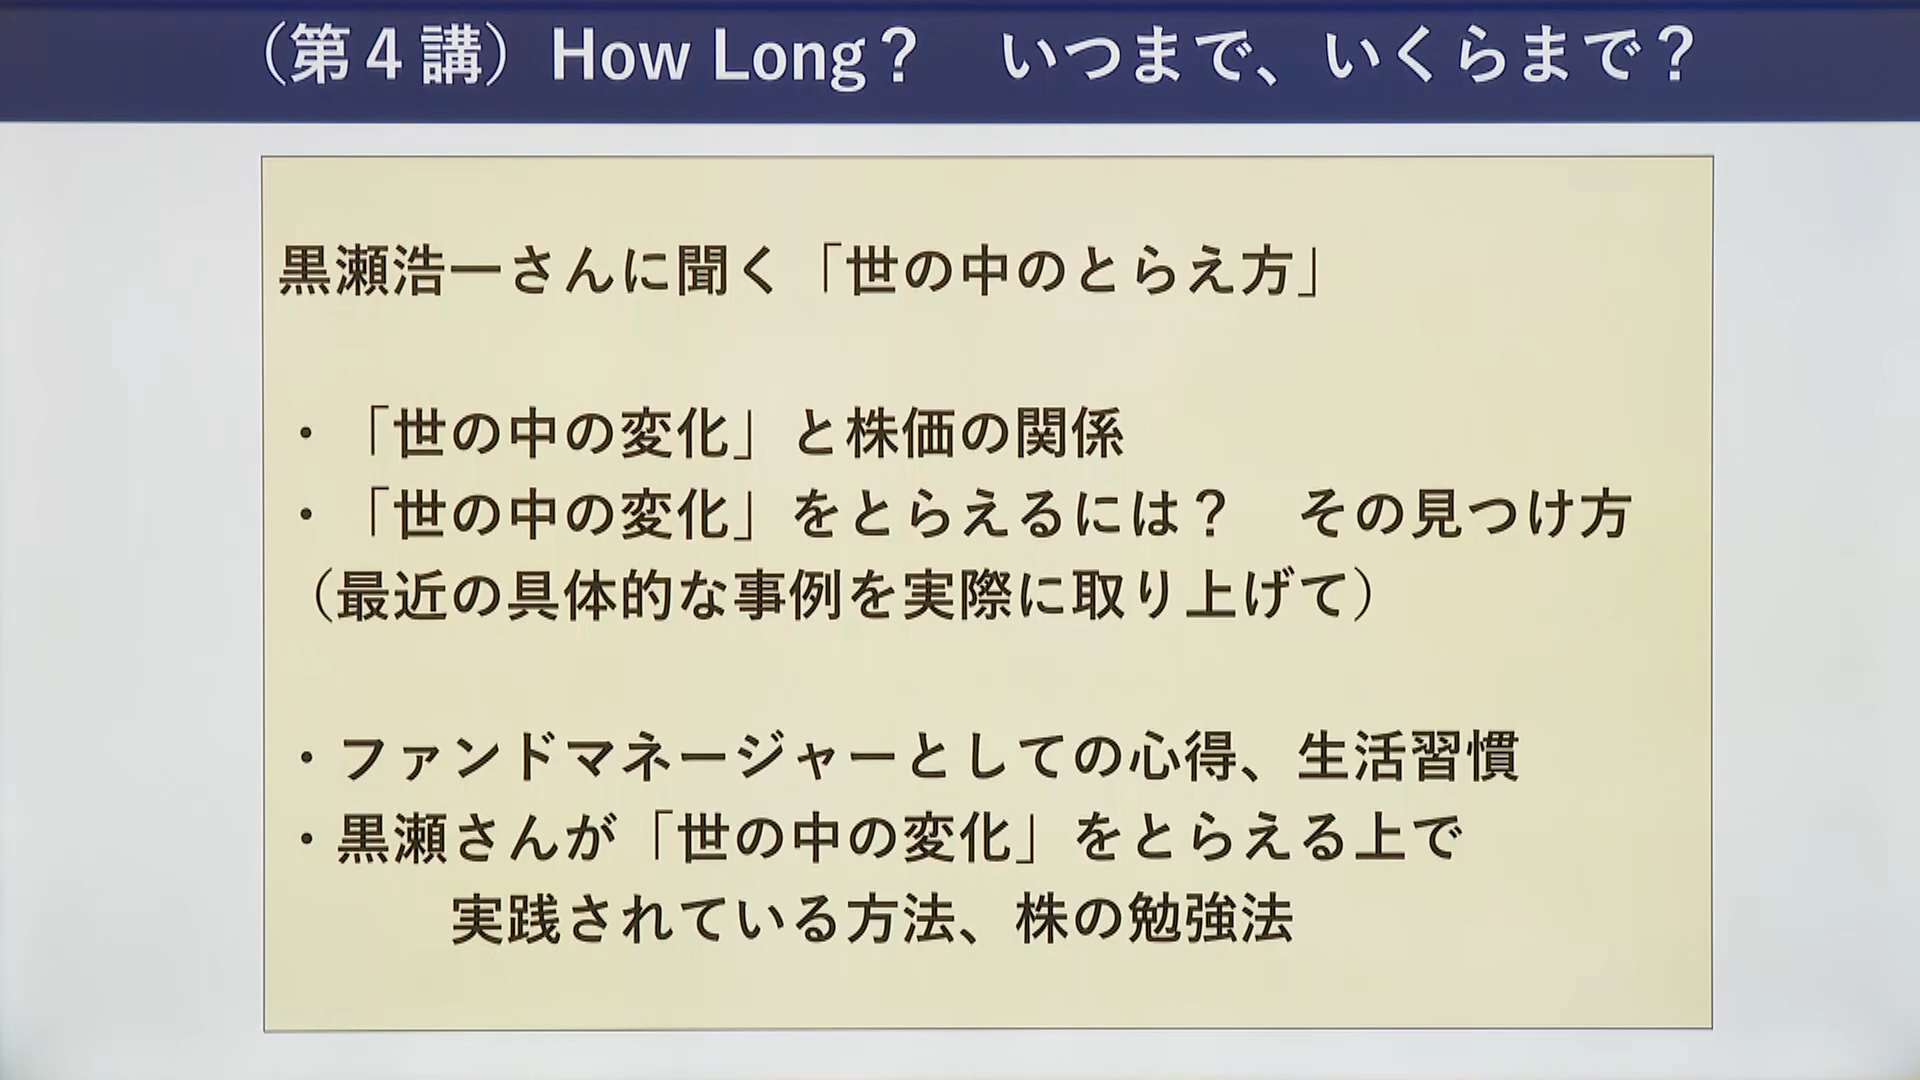 （第４講）How Long？　いつまで、いくらまで？
黒瀬浩一さんに聞く「世の中のとらえ方」
・「世の中の変化」と株価の関係
・「世の中の変化」をとらえるには？　その見つけ方
（最近の具体的な事例を実際に取り上げて）
・ファンドマネージャーとしての心得、生活習慣
・黒瀬さんが「世の中の変化」をとらえる上で
実践されている方法、株の勉強法